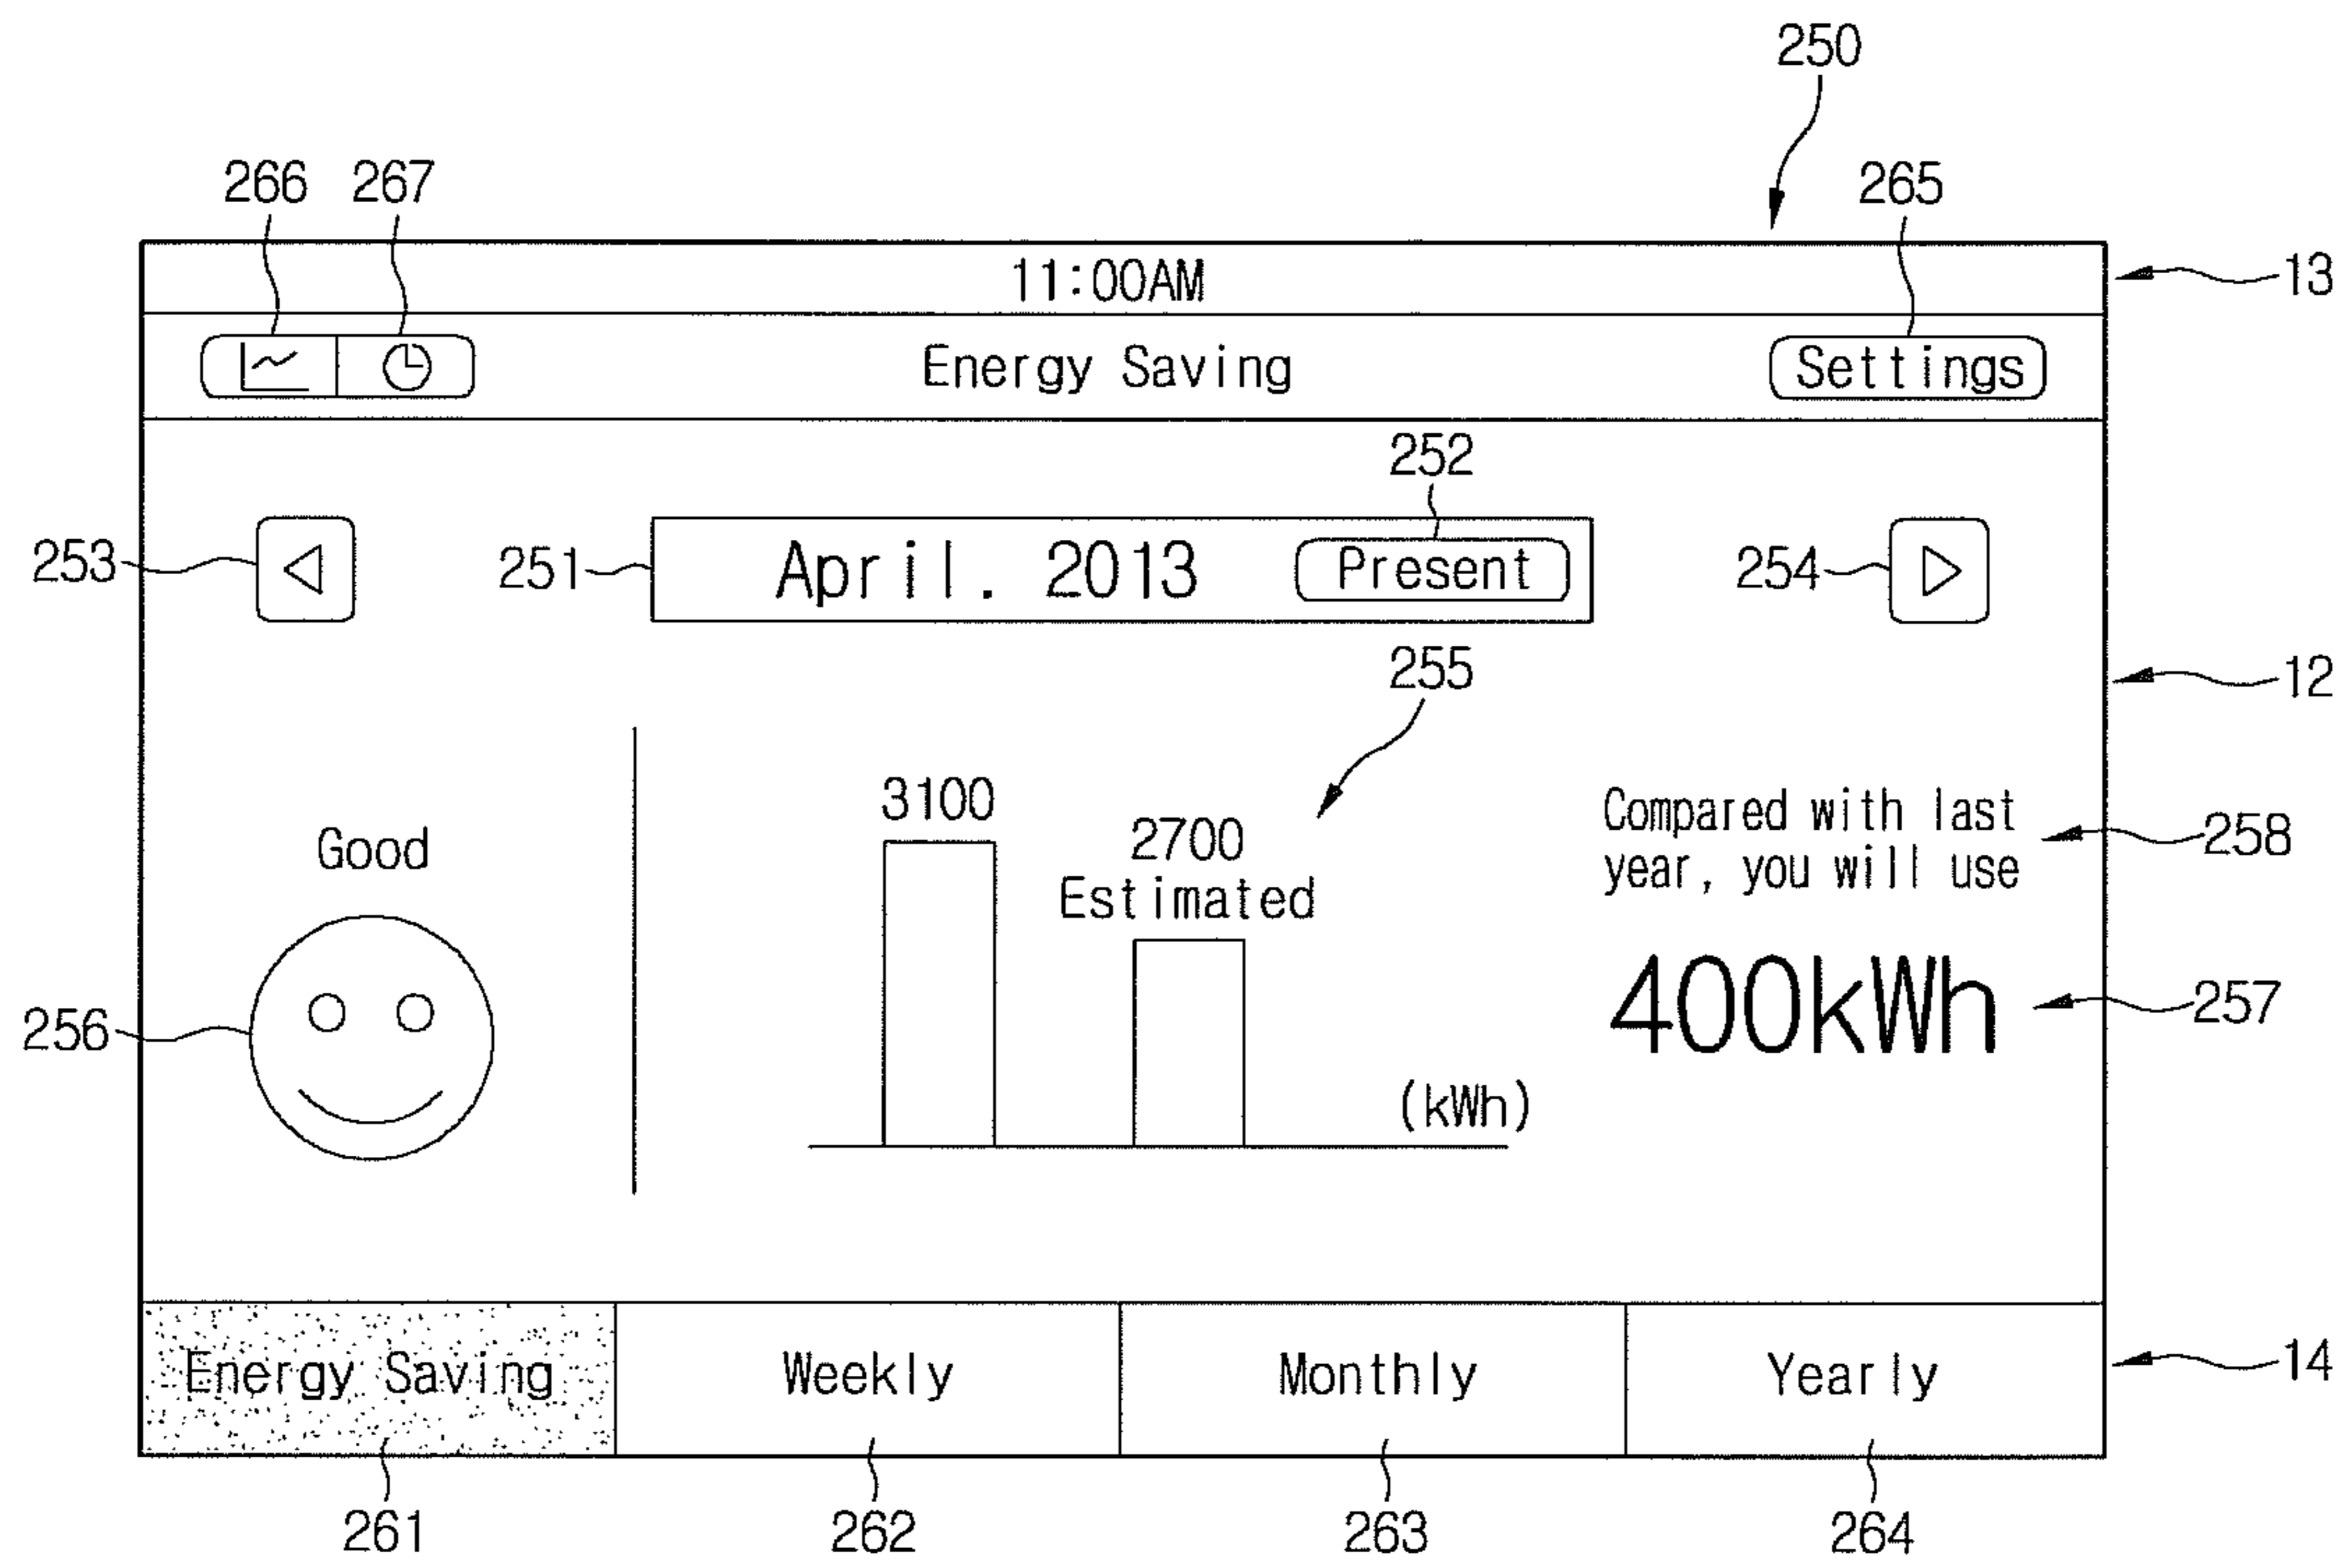 250
266 267 265
11:00AM 13
Energy Saving Settings
252
253 251 April. 2013 Present 254
255
12
3100
2700
Estimated
Good
Compared with last
year, you will use
258
256
400kWh 257
(kWh)
Energy Saving Weekly Monthly Yearly 14
261 262 263 264